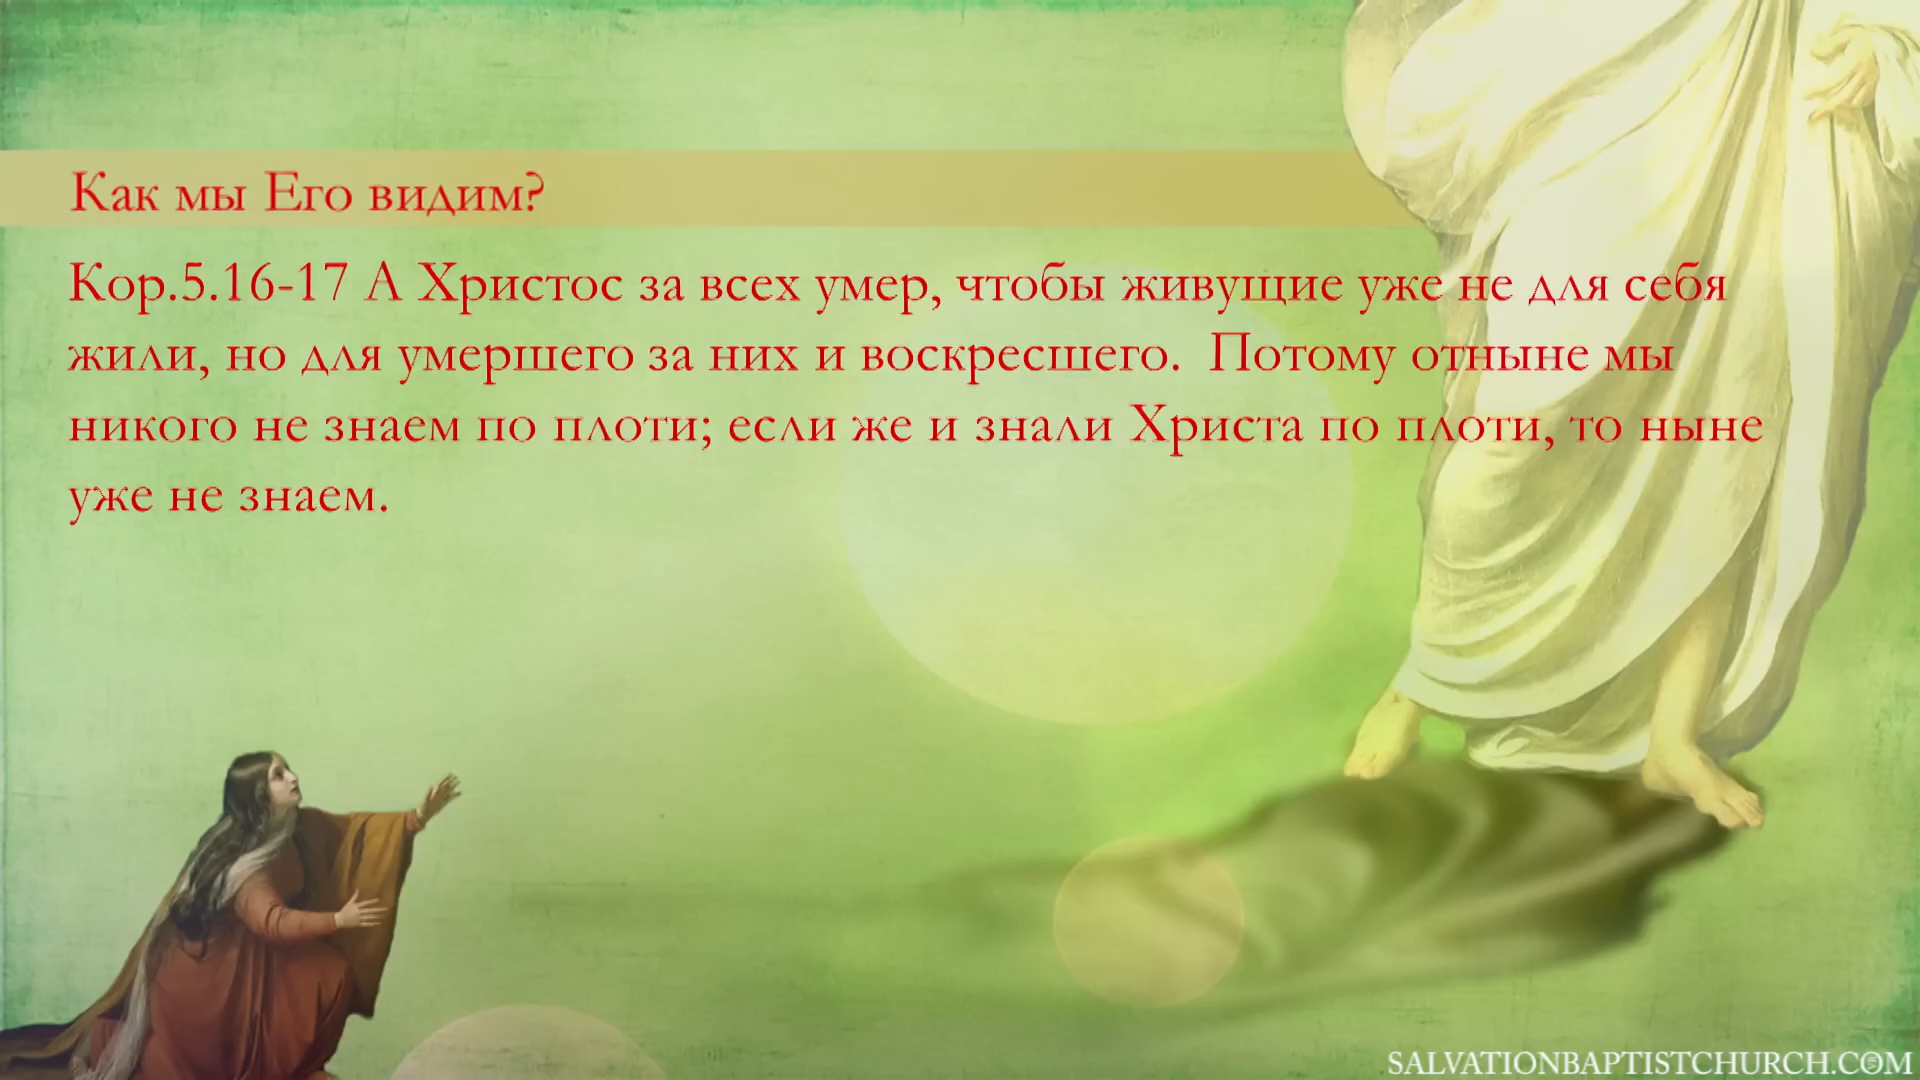 Как мы Его видим?
Кор.5.16-17 А Христос за всех умер, чтобы живущие уже не для себя
жили, но для умершего за них и воскресшего.  Потому отныне мы
никого не знаем по плоти; если же и знали Христа по плоти, то ныне
уже не знаем.
SALVATIONBAPTISTCHURCH.COM